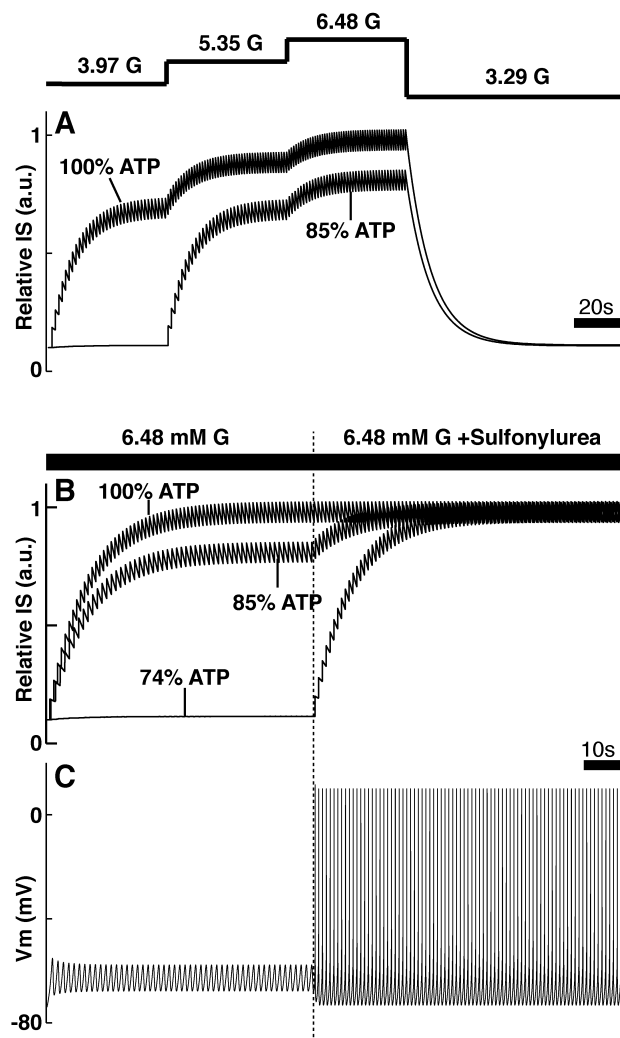 6.48 G
5.35 G
3.97 G
3.29 G
A
1
100% ATP
85% ATP
Relative IS (a.u.)
20s
0
6.48 mM G
6.48 mM G +Sulfonylurea
B
100% ATP
1
85% ATP
Relative IS (a.u.)
74% ATP
0
10s
C
0
Vm (mV)
-80